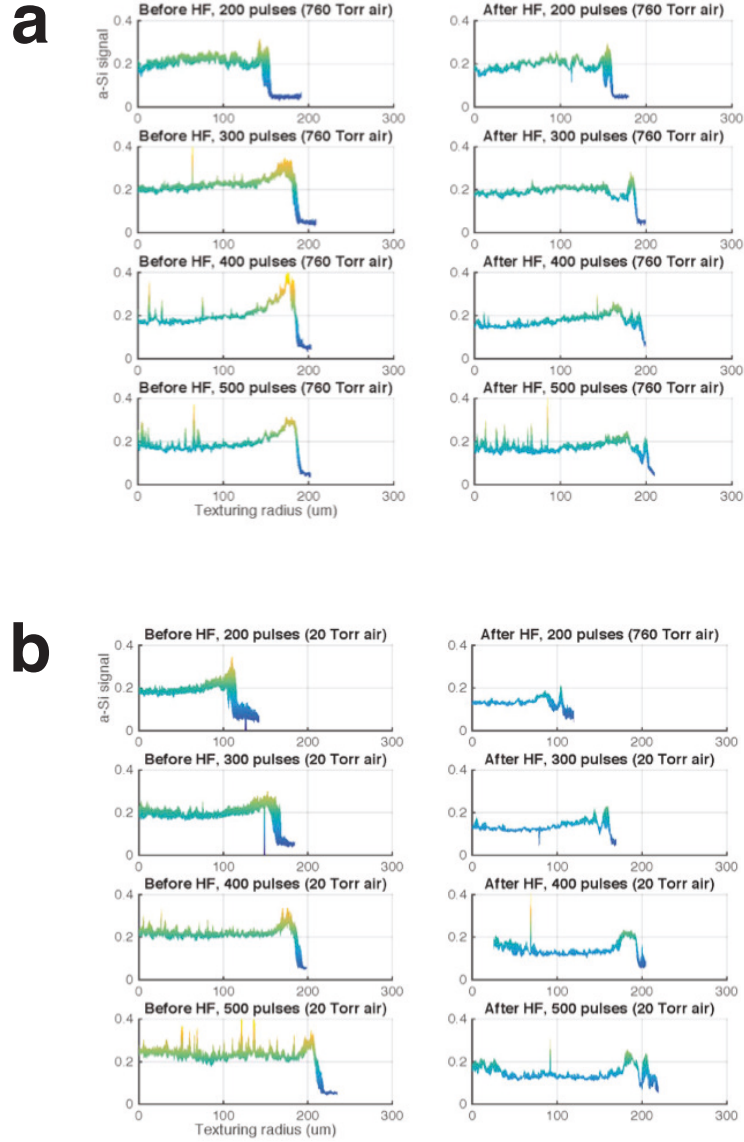 a
Before HF, 200 pulses (760 Torr air) After HF, 200 pulses (760 Torr air)
a-Si signal
0.4 0.2 0
0 100 200 300
0.4 0.2 0
0 100 200 300
Before HF, 300 pulses (760 Torr air) After HF, 300 pulses (760 Torr air)
0.4 0.2 0
0 100 200 300
0.4 0.2 0
0 100 200 300
Before HF, 400 pulses (760 Torr air) After HF, 400 pulses (760 Torr air)
0.4 0.2 0
0 100 200 300
0.4 0.2 0
0 100 200 300
Before HF, 500 pulses (760 Torr air) After HF, 500 pulses (760 Torr air)
0.4 0.2 0
0 100 200 300
0.4 0.2 0
0 100 200 300
Texturing radius (um)
b
Before HF, 200 pulses (20 Torr air) After HF, 200 pulses (760 Torr air)
a-Si signal
0.4 0.2 0
0 100 200 300
0.4 0.2 0
0 100 200 300
Before HF, 300 pulses (20 Torr air) After HF, 300 pulses (20 Torr air)
0.4 0.2 0
0 100 200 300
0.4 0.2 0
0 100 200 300
Before HF, 400 pulses (20 Torr air) After HF, 400 pulses (20 Torr air)
0.4 0.2 0
0 100 200 300
0.4 0.2 0
0 100 200 300
Before HF, 500 pulses (20 Torr air) After HF, 500 pulses (20 Torr air)
0.4 0.2 0
0 100 200 300
0.4 0.2 0
0 100 200 300
Texturing radius (um)